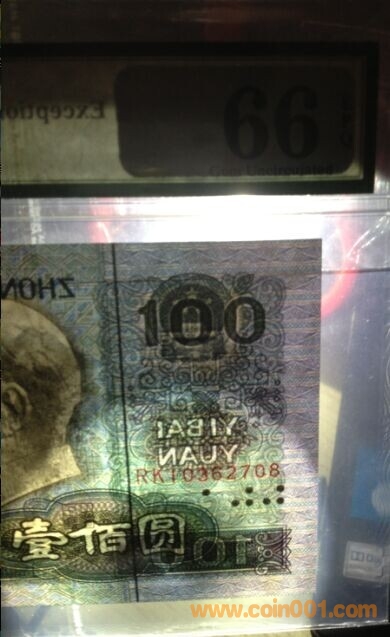 66
Exception
ZHON
100
YIBAI
YUAN
RK10362708
壹佰圆
100
www.coin001.com